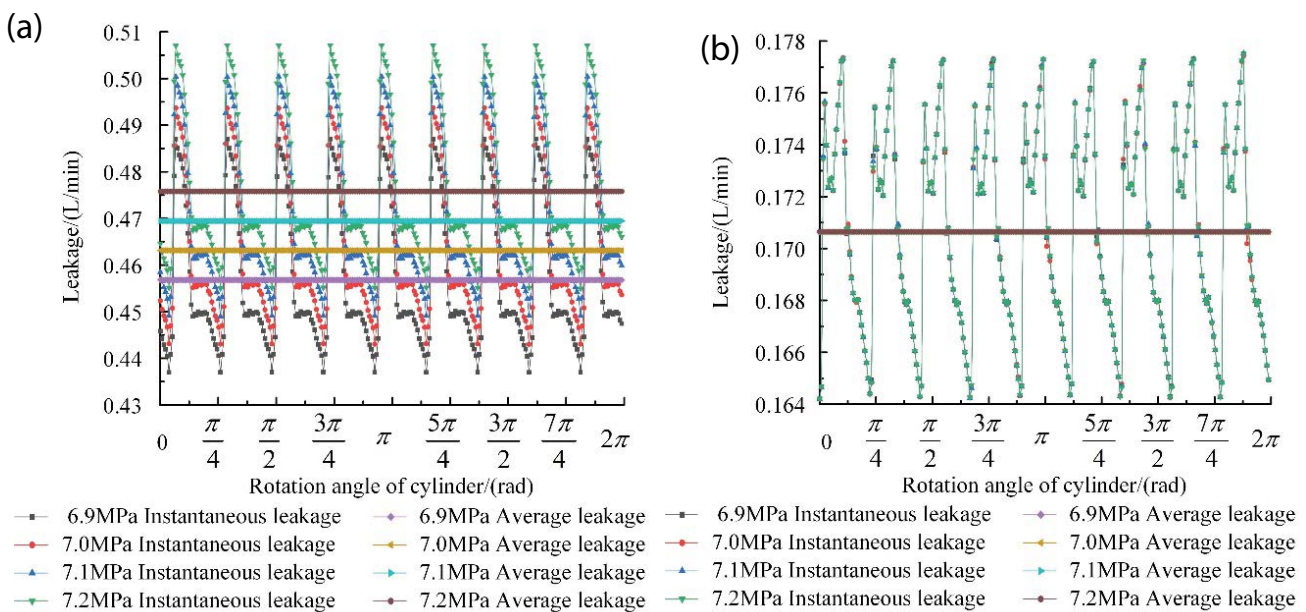 (a)
0.51
0.50
0.49
0.48
0.47
0.46
0.45
0.44
0.43
Leakage/(L/min)
0 π/4 π/2 3π/4 π 5π/4 3π/2 7π/4 2π
Rotation angle of cylinder/(rad)
6.9MPa Instantaneous leakage 6.9MPa Average leakage
7.0MPa Instantaneous leakage 7.0MPa Average leakage
7.1MPa Instantaneous leakage 7.1MPa Average leakage
7.2MPa Instantaneous leakage 7.2MPa Average leakage
(b)
0.178
0.176
0.174
0.172
0.170
0.168
0.166
0.164
Leakage/(L/min)
0 π/4 π/2 3π/4 π 5π/4 3π/2 7π/4 2π
Rotation angle of cylinder/(rad)
6.9MPa Instantaneous leakage 6.9MPa Average leakage
7.0MPa Instantaneous leakage 7.0MPa Average leakage
7.1MPa Instantaneous leakage 7.1MPa Average leakage
7.2MPa Instantaneous leakage 7.2MPa Average leakage